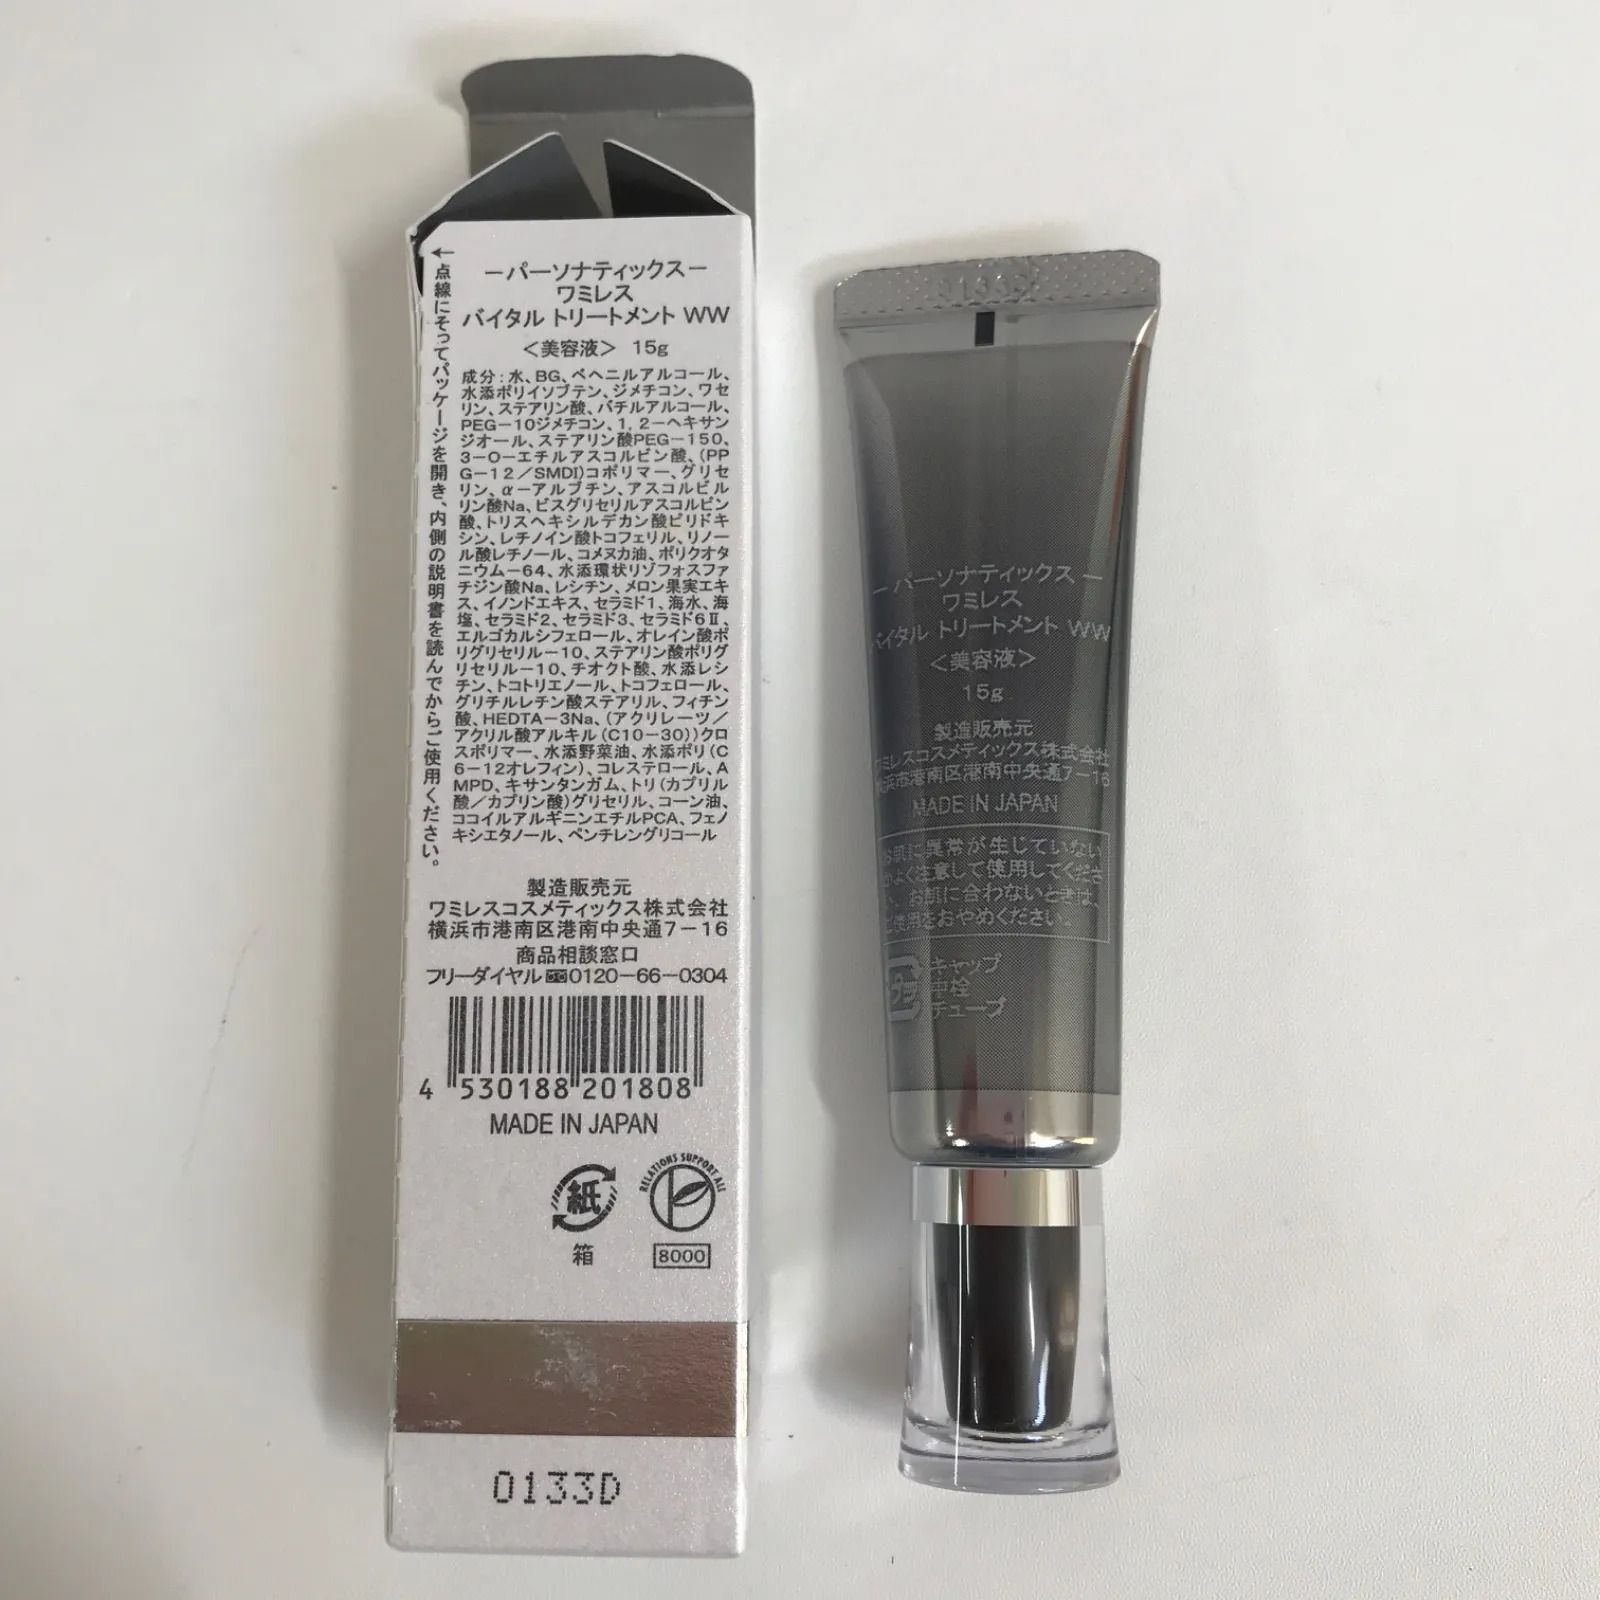 ←点線にそってパッケージを開き、内側の説明書を読んでからご使用ください。
－パーソナティックス－
ワミレス
バイタル トリートメント WW
＜美容液＞ 15g
成分：水、BG、ベヘニルアルコール、
水添ポリイソブテン、ジメチコン、ワセ
リン、ステアリン酸、バチルアルコール、
PEG－10ジメチコン、1, 2－ヘキサン
ジオール、ステアリン酸PEG－150、
3－O－エチルアスコルビン酸、(PP
G－12／SMDI)コポリマー、グリセ
リン、α－アルブチン、アスコルビル
リン酸Na、ビスグリセリルアスコルビン
酸、トリスヘキシルデカン酸ピリドキ
シン、レチノイン酸トコフェリル、リノー
ル酸レチノール、コメヌカ油、ポリクオタ
ニウム－64、水添環状リゾフォスファ
チジン酸Na、レシチン、メロン果実エキ
ス、イノンドエキス、セラミド1、海水、海
塩、セラミド2、セラミド3、セラミド6Ⅱ、
エルゴカルシフェロール、オレイン酸ポ
リグリセリル－10、ステアリン酸ポリグ
リセリル－10、チオクト酸、水添レシ
チン、トコトリエノール、トコフェロール、
グリチルレチン酸ステアリル、フィチン
酸、HEDTA－3Na、(アクリレーツ／
アクリル酸アルキル(C10－30))クロ
スポリマー、水添野菜油、水添ポリ(C
6－12オレフィン)、コレステロール、A
MPD、キサンタンガム、トリ(カプリル
酸／カプリン酸)グリセリル、コーン油、
ココイルアルギニンエチルPCA、フェノ
キシエタノール、ペンチレングリコール
製造販売元
ワミレスコスメティックス株式会社
横浜市港南区港南中央通7－16
商品相談窓口
フリーダイヤル 0120－66－0304
4 530188 201808
MADE IN JAPAN
紙
箱
RELATIONS SUPPORT ALL
8000
0133D
0133D
－パーソナティックス－
ワミレス
バイタル トリートメント WW
＜美容液＞
15g
製造販売元
ワミレスコスメティックス株式会社
横浜市港南区港南中央通7－16
MADE IN JAPAN
お肌に異常が生じていない
かよく注意して使用してくださ
い。お肌に合わないときは、
ご使用をおやめください。
プラ
キャップ
中栓
チューブ